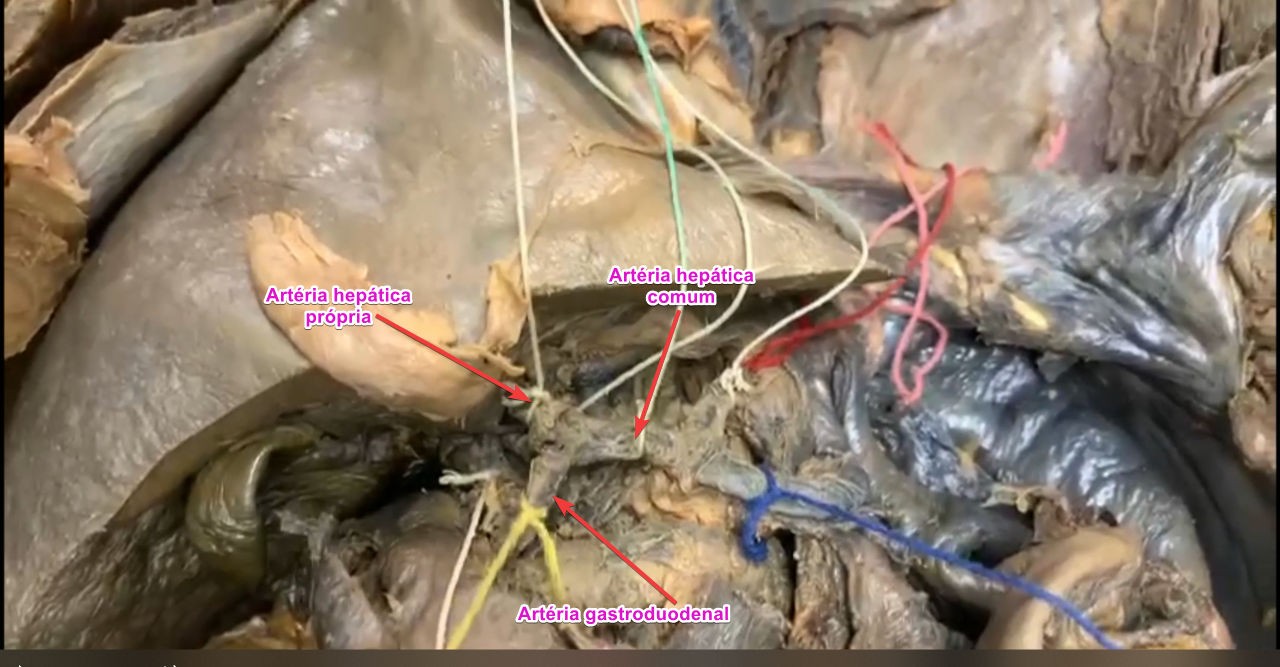 Artéria hepática
comum
Artéria hepática
própria
Artéria gastroduodenal